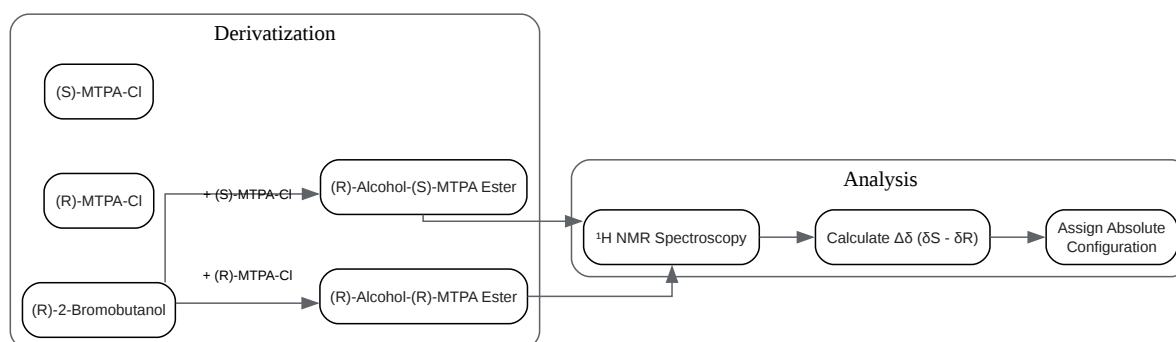 Derivatization
(S)-MTPA-Cl
(R)-MTPA-Cl
+ (S)-MTPA-Cl
(R)-Alcohol-(S)-MTPA Ester
(R)-2-Bromobutanol
+ (R)-MTPA-Cl
(R)-Alcohol-(R)-MTPA Ester
Analysis
¹H NMR Spectroscopy
Calculate Δδ (δS - δR)
Assign Absolute
Configuration